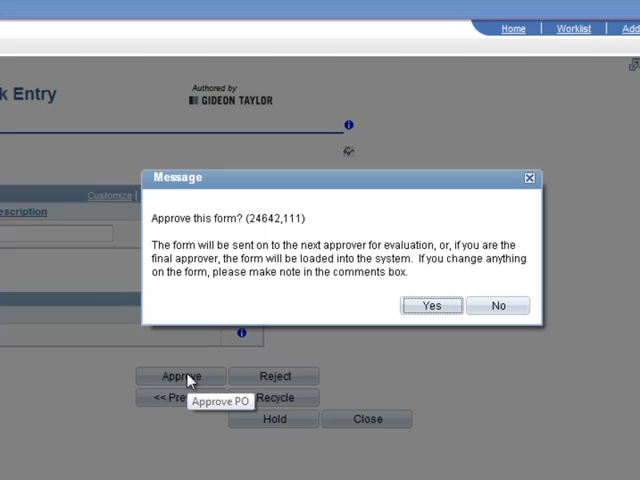 Home
Worklist
Add
k Entry
Authored by
GIDEON TAYLOR
Customize
escription
Message
Approve this form? (24642,111)
The form will be sent on to the next approver for evaluation, or, if you are the
final approver, the form will be loaded into the system. If you change anything
on the form, please make note in the comments box.
Yes
No
Approve
Reject
<< Pre
Recycle
Approve PO
Hold
Close